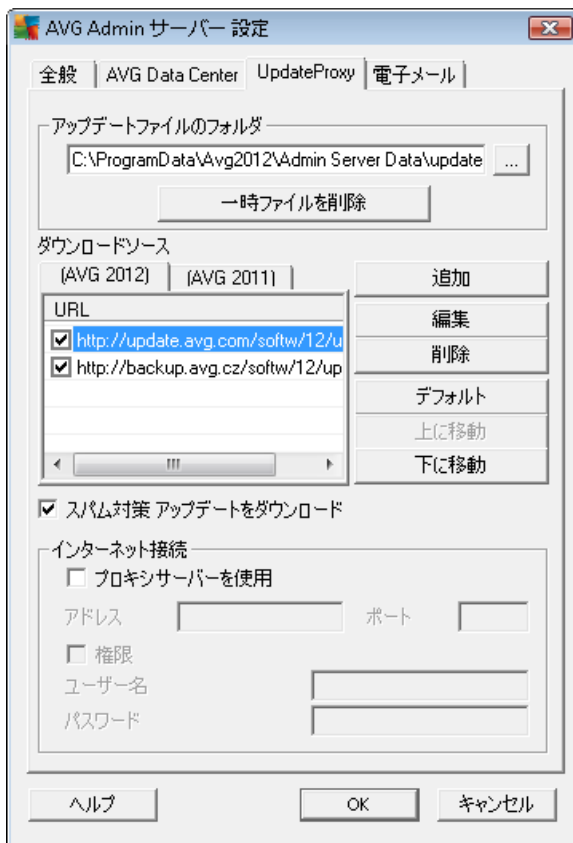 AVG Admin サーバー 設定
全般 AVG Data Center UpdateProxy 電子メール
アップデートファイルのフォルダ
C:\ProgramData\Avg2012\Admin Server Data\update ...
一時ファイルを削除
ダウンロードソース
(AVG 2012) (AVG 2011)
追加
URL
編集
http://update.avg.com/softw/12/u
削除
http://backup.avg.cz/softw/12/up
デフォルト
上に移動
下に移動
スパム対策 アップデートをダウンロード
インターネット接続
プロキシサーバーを使用
アドレス ポート
権限
ユーザー名
パスワード
ヘルプ OK キャンセル